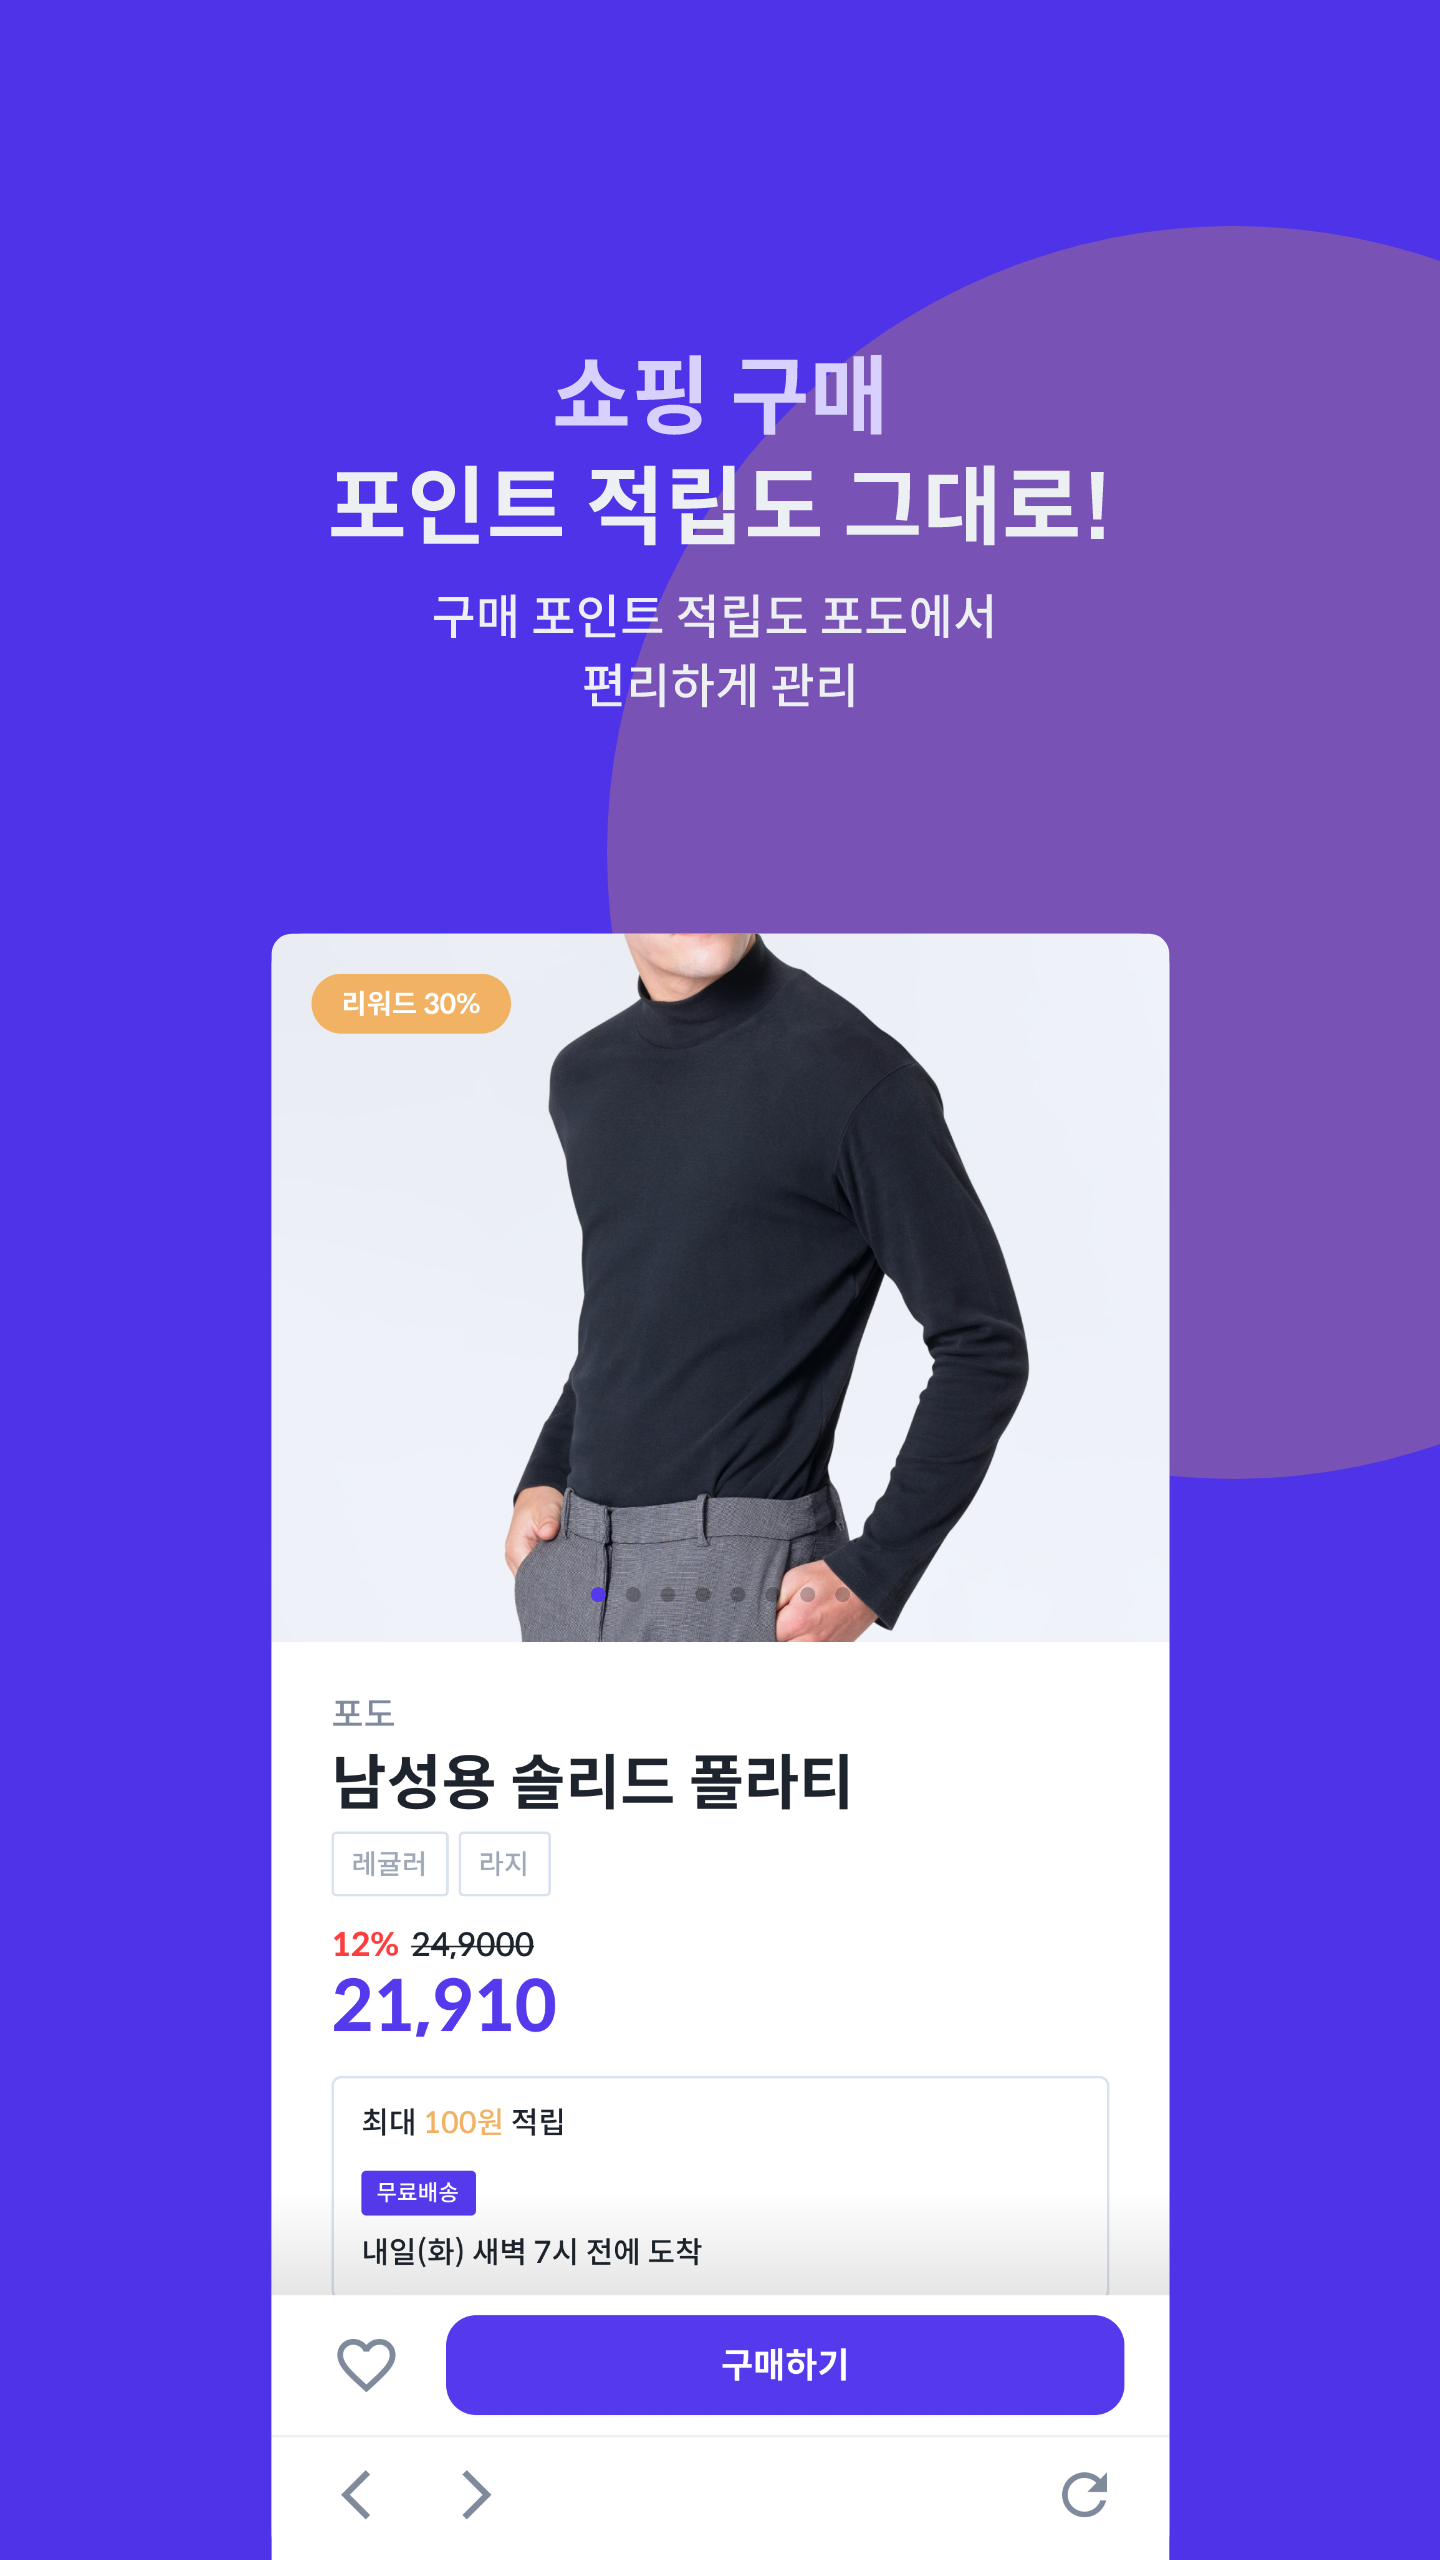 쇼핑 구매
포인트 적립도 그대로!
구매 포인트 적립도 포도에서
편리하게 관리
리워드 30%
포도
남성용 솔리드 폴라티
레귤러 라지
12% 24,9000
21,910
최대 100원 적립
무료배송
내일(화) 새벽 7시 전에 도착
구매하기